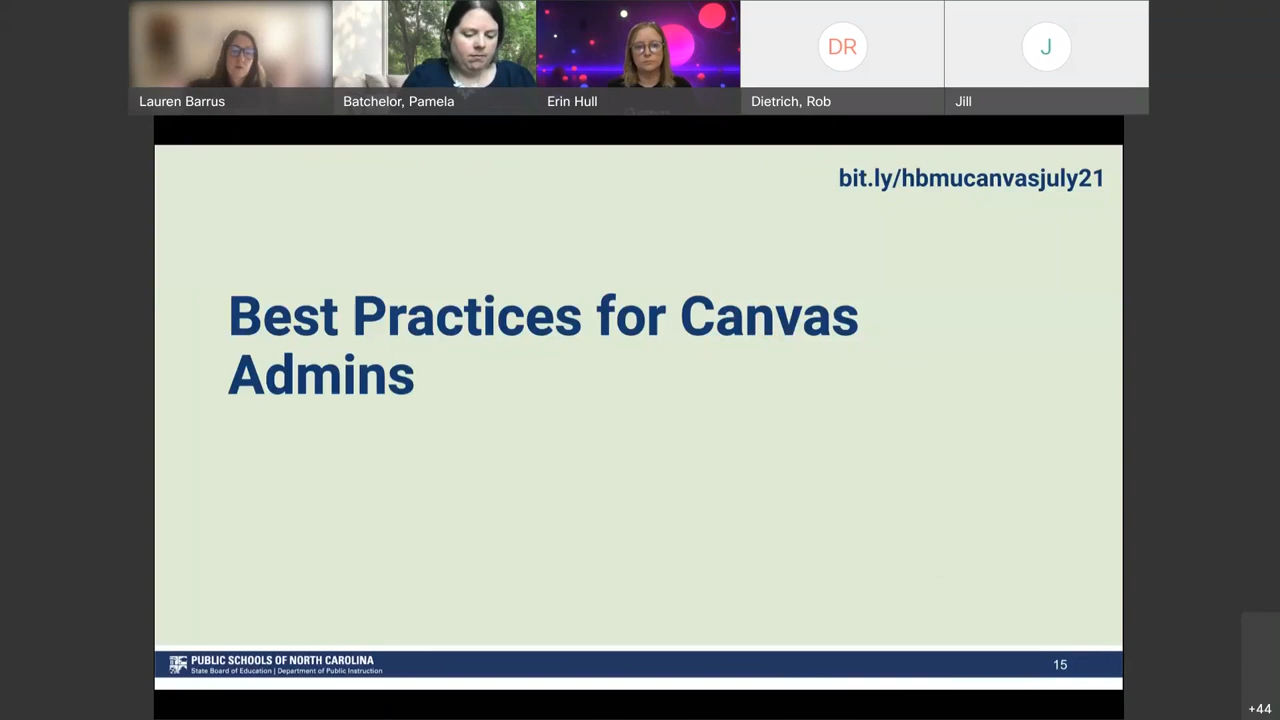 DR
J
Lauren Barrus
Batchelor, Pamela
Erin Hull
Dietrich, Rob
Jill
bit.ly/hbmucanvasjuly21
Best Practices for Canvas
Admins
PUBLIC SCHOOLS OF NORTH CAROLINA
State Board of Education | Department of Public Instruction
15
+44